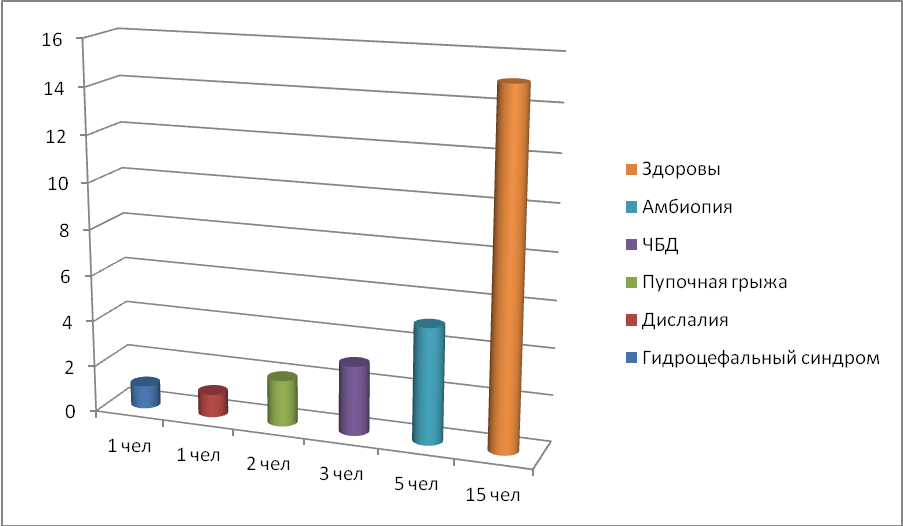 16
14
12
10
8
6
4
2
0
1 чел
1 чел
2 чел
3 чел
5 чел
15 чел
Здоровы
Амбиопия
ЧБД
Пупочная грыжа
Дислалия
Гидроцефальный синдром